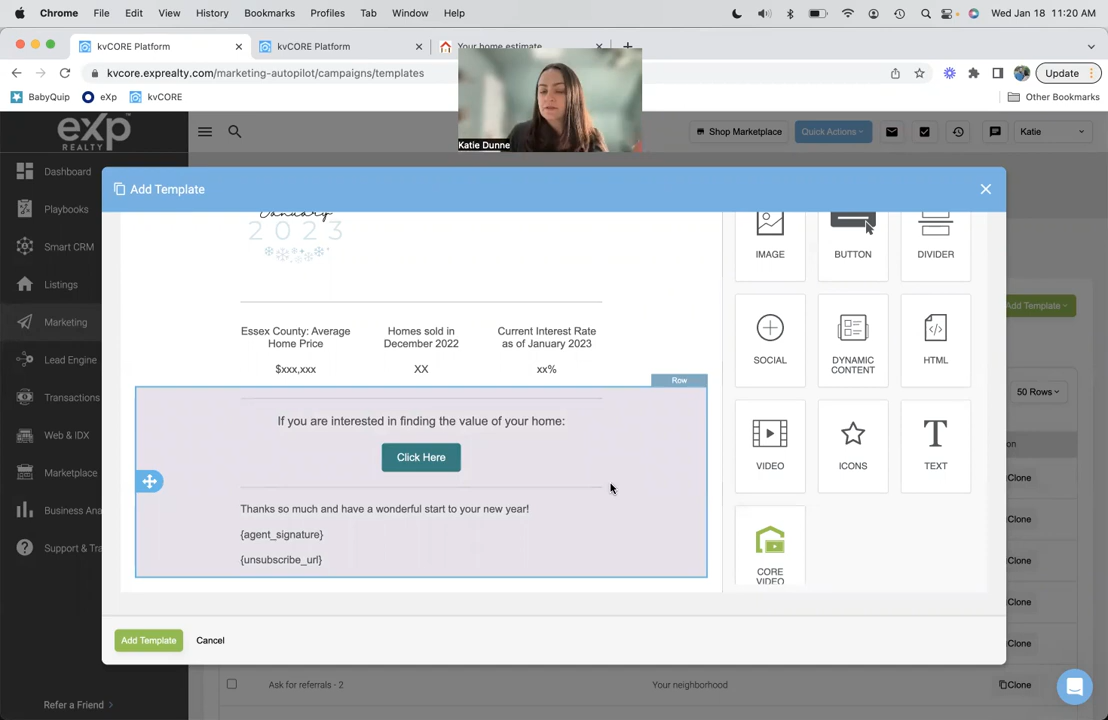 Chrome File Edit View History Bookmarks Profiles Tab Window Help Wed Jan 18 11:20 AM
kvCORE Platform kvCORE Platform Your home estimate
kvcore.exprealty.com/marketing-autopilot/campaigns/templates Update
BabyQuip eXp kvCORE Other Bookmarks
Katie Dunne
exp
REALTY
Shop Marketplace Quick Actions Katie
Dashboard
Playbooks
Smart CRM
Listings
Marketing
Lead Engine
Transactions
Web & IDX
Marketplace
Business Ana
Support & Tra
Refer a Friend
Add Template
January
2023
Essex County: Average
Home Price
$xxx,xxx
Homes sold in
December 2022
XX
Current Interest Rate
as of January 2023
xx%
Row
If you are interested in finding the value of your home:
Click Here
Thanks so much and have a wonderful start to your new year!
{agent_signature}
{unsubscribe_url}
IMAGE BUTTON DIVIDER
SOCIAL DYNAMIC
CONTENT HTML
VIDEO ICONS TEXT
CORE
VIDEO
Add Template Cancel
Add Template
50 Rows
on
Clone
Clone
Clone
Clone
Clone
Ask for referrals - 2 Your neighborhood Clone